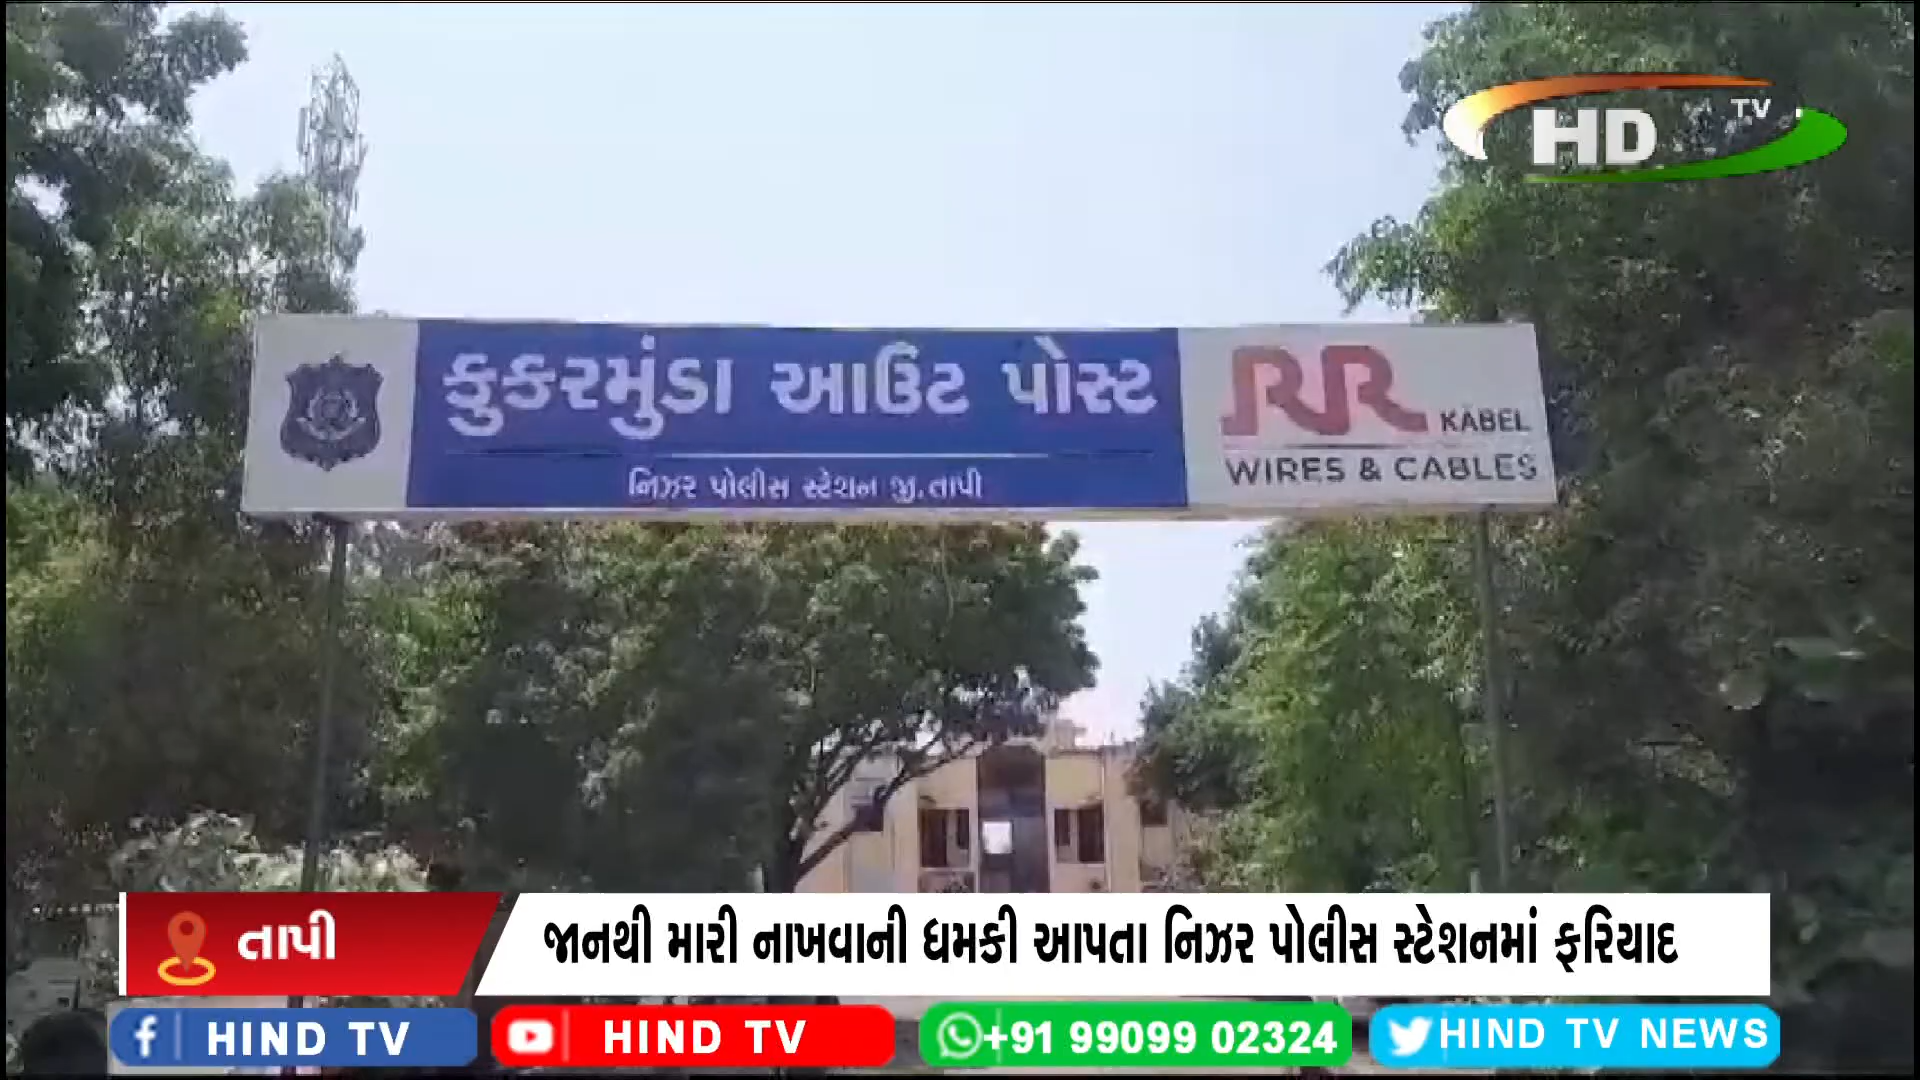 HD TV
કુકરમુંડા આઉટ પોસ્ટ
નિઝર પોલીસ સ્ટેશન જી.તાપી
RR KABEL
WIRES & CABLES
તાપી
જાનથી મારી નાખવાની ધમકી આપતા નિઝર પોલીસ સ્ટેશનમાં ફરિયાદ
HIND TV
HIND TV
+91 99099 02324
HIND TV NEWS